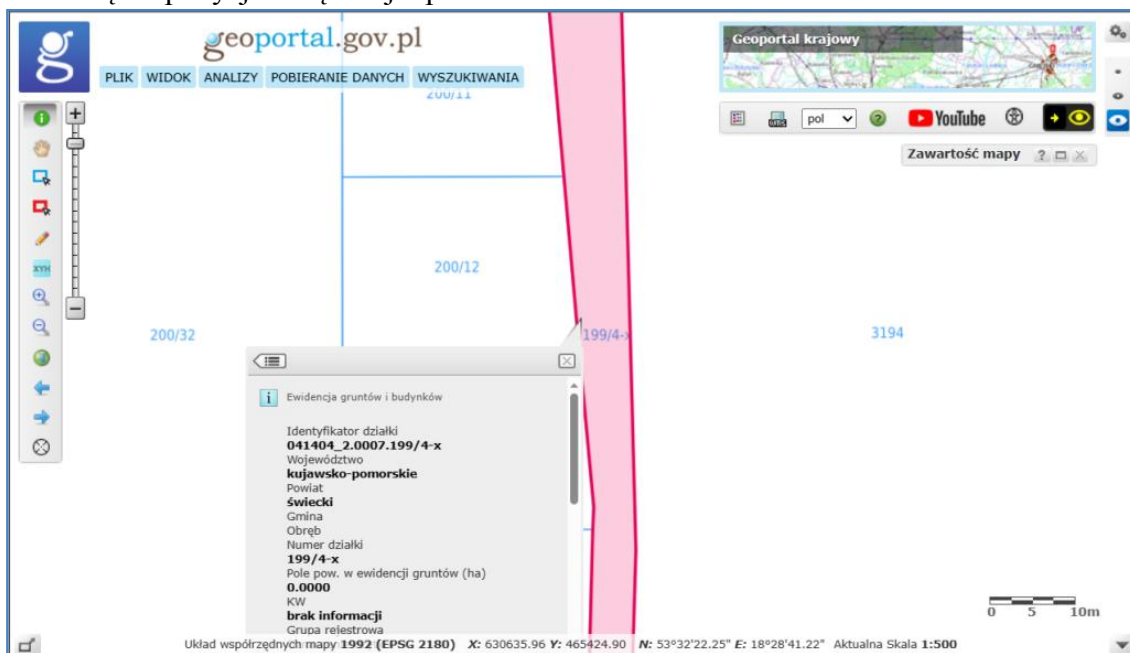 geoportal.gov.pl
Geoportal krajowy
PLIK WIDOK ANALIZY POBIERANIE DANYCH WYSZUKIWANIA
200/11
pol
YouTube
Zawartość mapy
XYH
200/12
200/32
199/4-x
3194
Ewidencja gruntów i budynków
Identyfikator działki
041404_2.0007.199/4-x
Województwo
kujawsko-pomorskie
Powiat
świecki
Gmina
Obręb
Numer działki
199/4-x
Pole pow. w ewidencji gruntów (ha)
0.0000
KW
brak informacji
Grupa rejestrowa
0 5 10m
Układ współrzędnych mapy 1992 (EPSG 2180) X: 630635.96 Y: 465424.90 N: 53°32'22.25" E: 18°28'41.22" Aktualna Skala 1:500